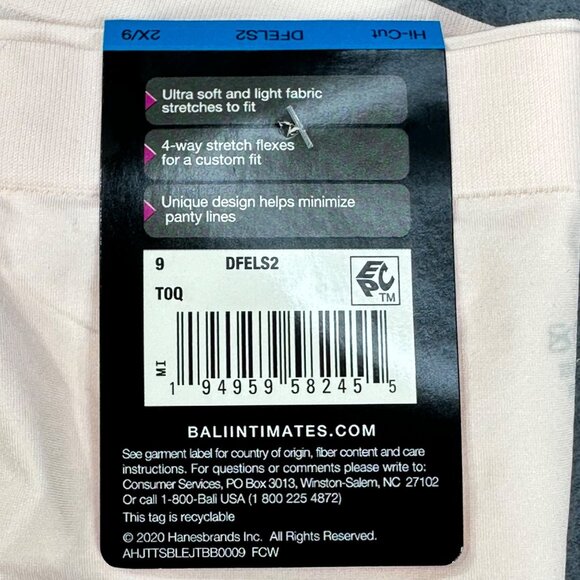 2X/9 DFELS2 Hi-Cut
Ultra soft and light fabric
stretches to fit
4-way stretch flexes
for a custom fit
Unique design helps minimize
panty lines
9 DFELS2
T0Q
EPC
TM
MI
1 94959 58245 5
BALIINTIMATES.COM
See garment label for country of origin, fiber content and care
instructions. For questions or comments please write to:
Consumer Services, PO Box 3013, Winston-Salem, NC 27102
Or call 1-800-Bali USA (1 800 225 4872)
This tag is recyclable
© 2020 Hanesbrands Inc. All Rights Reserved.
AHJTTSBLEJTBB0009 FCW